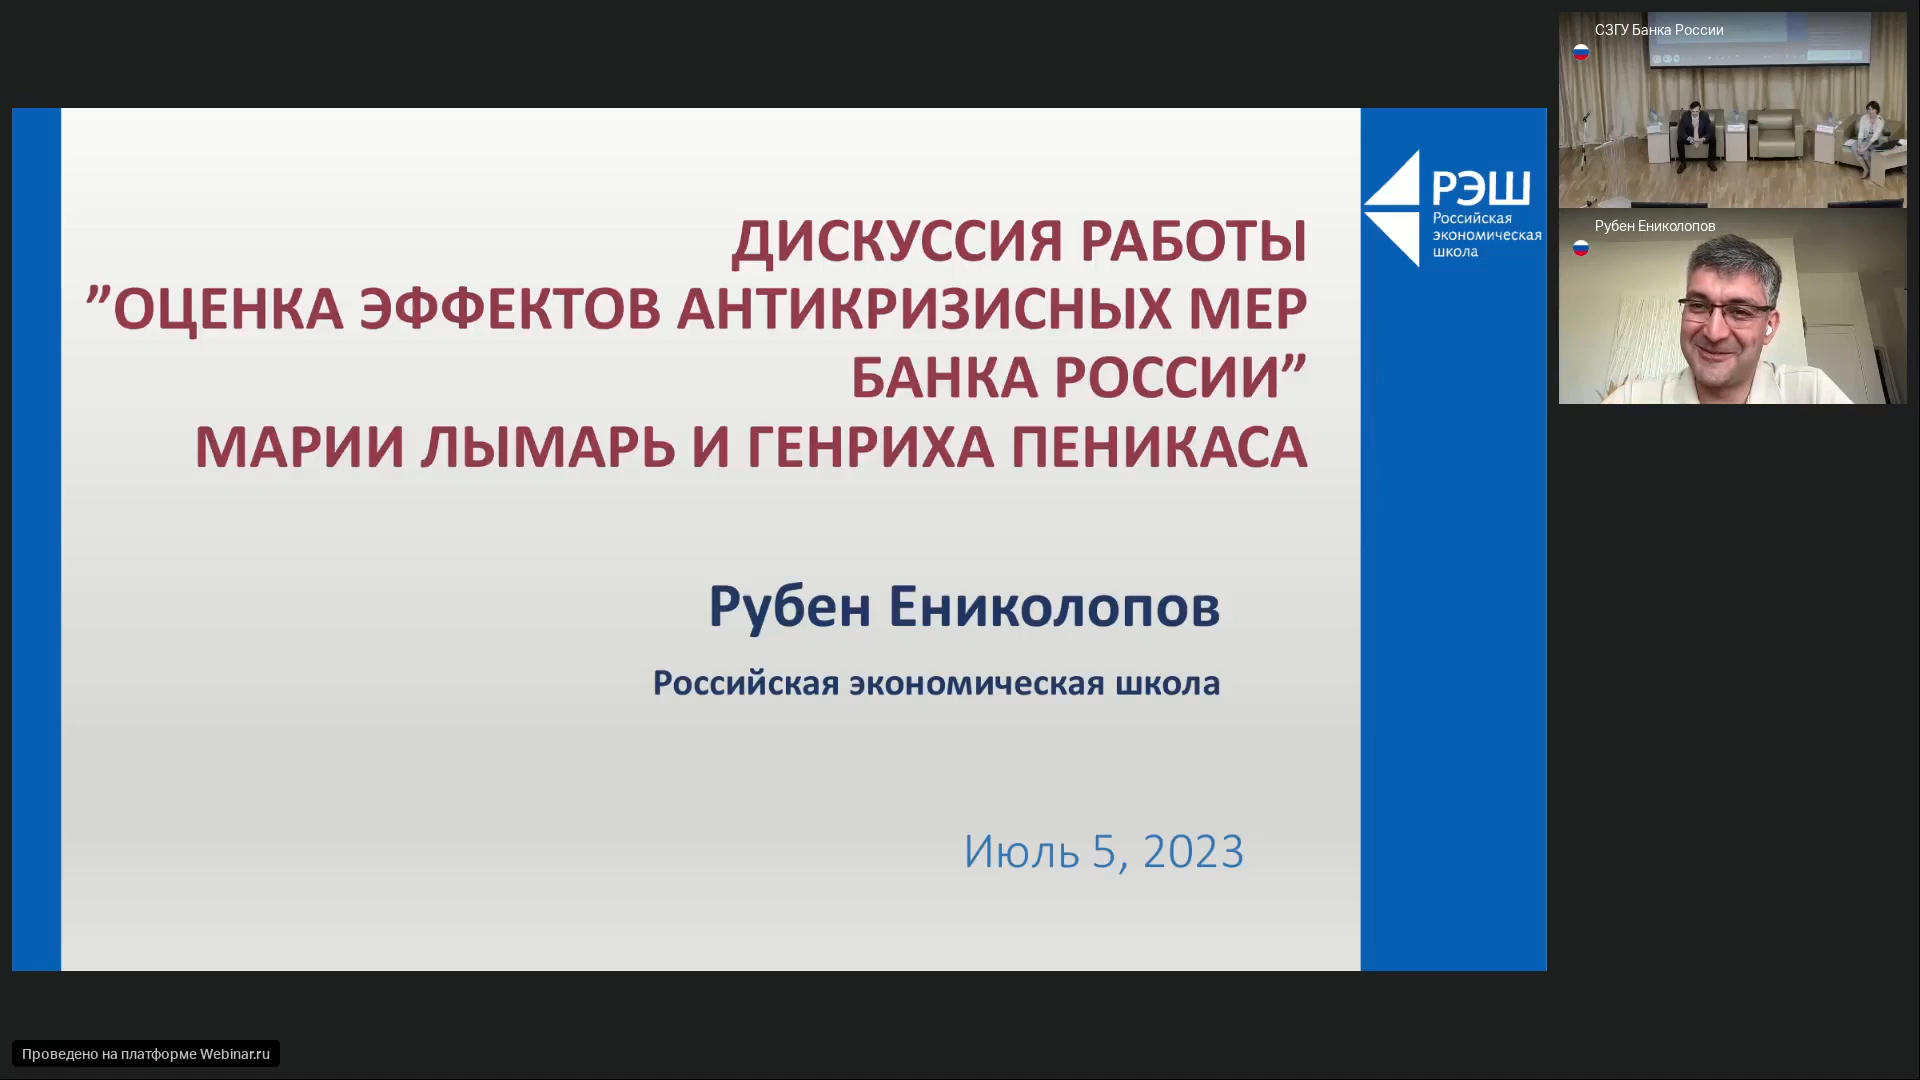 ДИСКУССИЯ РАБОТЫ
”ОЦЕНКА ЭФФЕКТОВ АНТИКРИЗИСНЫХ МЕР
БАНКА РОССИИ”
МАРИИ ЛЫМАРЬ И ГЕНРИХА ПЕНИКАСА
Рубен Ениколопов
Российская экономическая школа
Июль 5, 2023
РЭШ
Российская
экономическая
школа
СЗГУ Банка России
Рубен Ениколопов
Проведено на платформе Webinar.ru